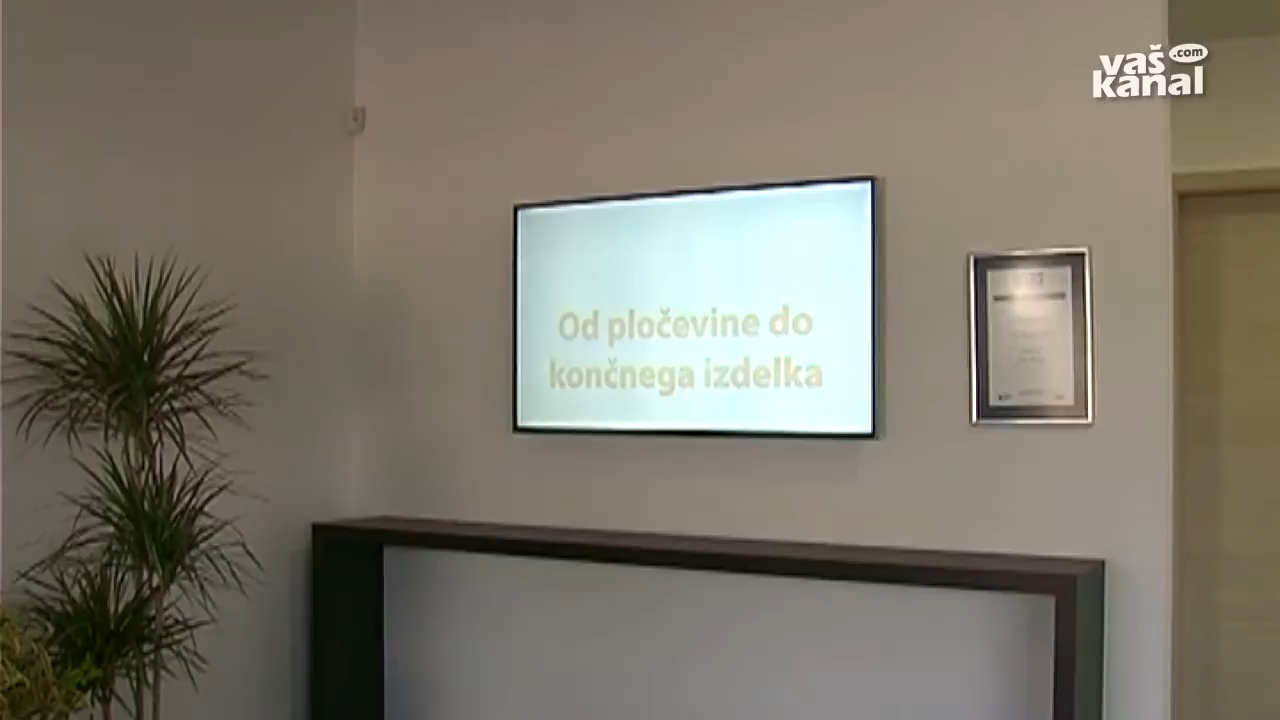 vaš .com
kanal
Od pločevine do
končnega izdelka